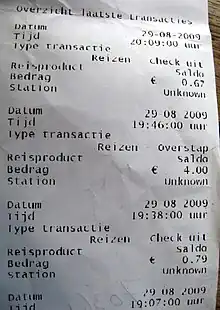 Overzicht laatste transacties
Datum 29-08-2009
Tijd 20:09:00 uur
Type transactie
Reizen check uit
Reisproduct Saldo
Bedrag € 0.67
Station Unknown
Datum 29-08-2009
Tijd 19:46:00 uur
Type transactie
Reizen overstap
Reisproduct Saldo
Bedrag € 4.00
Station Unknown
Datum 29-08-2009
Tijd 19:38:00 uur
Type transactie
Reizen Check uit
Reisproduct Saldo
Bedrag € 0.79
Station Unknown
Datum 29-08-2009
Tijd 19:07:00 uur